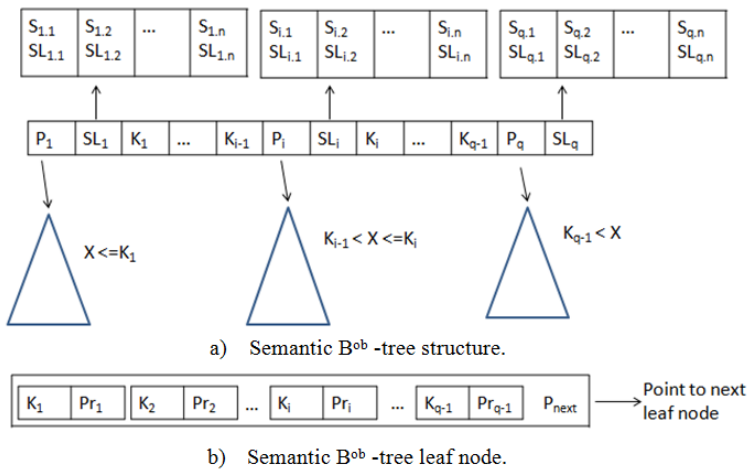 S1.1 S1.2 ... S1.n Si.1 Si.2 ... Si.n Sq.1 Sq.2 ... Sq.n
SL1.1 SL1.2 SL1.n SLi.1 SLi.2 SLi.n SLq.1 SLq.2 SLq.n
P1 SL1 K1 ... Ki-1 Pi SLi Ki ... Kq-1 Pq SLq
X <=K1 Ki-1 < X <=Ki Kq-1 < X
a) Semantic Bob -tree structure.
K1 Pr1 K2 Pr2 ... Ki Pri ... Kq-1 Prq-1 Pnext
Point to next
leaf node
b) Semantic Bob -tree leaf node.